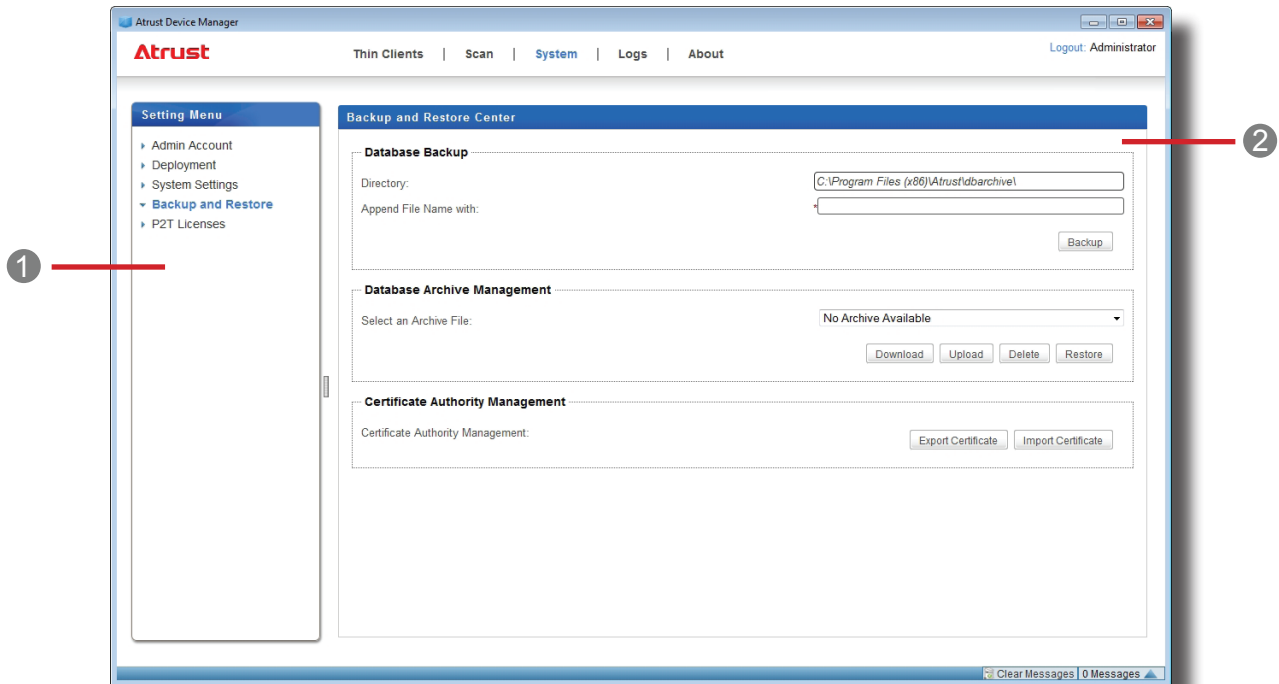 Atrust Device Manager
Atrust
Thin Clients | Scan | System | Logs | About
Logout: Administrator
Setting Menu
Admin Account
Deployment
System Settings
Backup and Restore
P2T Licenses
1
Backup and Restore Center
2
Database Backup
Directory:
C:\Program Files (x86)\Atrust\dbarchive\
Append File Name with:
*
Backup
Database Archive Management
Select an Archive File:
No Archive Available
Download Upload Delete Restore
Certificate Authority Management
Certificate Authority Management:
Export Certificate Import Certificate
Clear Messages 0 Messages